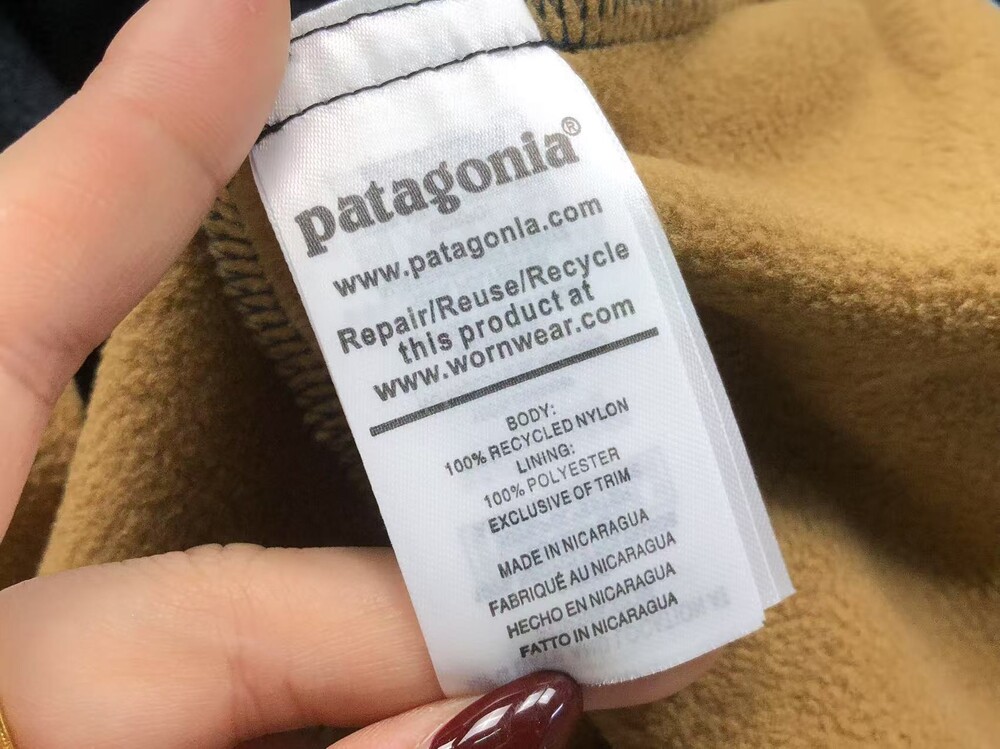 patagonia®
www.patagonia.com
Repair/Reuse/Recycle
this product at
www.wornwear.com
BODY:
100% RECYCLED NYLON
LINING:
100% POLYESTER
EXCLUSIVE OF TRIM
MADE IN NICARAGUA
FABRIQUÉ AU NICARAGUA
HECHO EN NICARAGUA
FATTO IN NICARAGUA